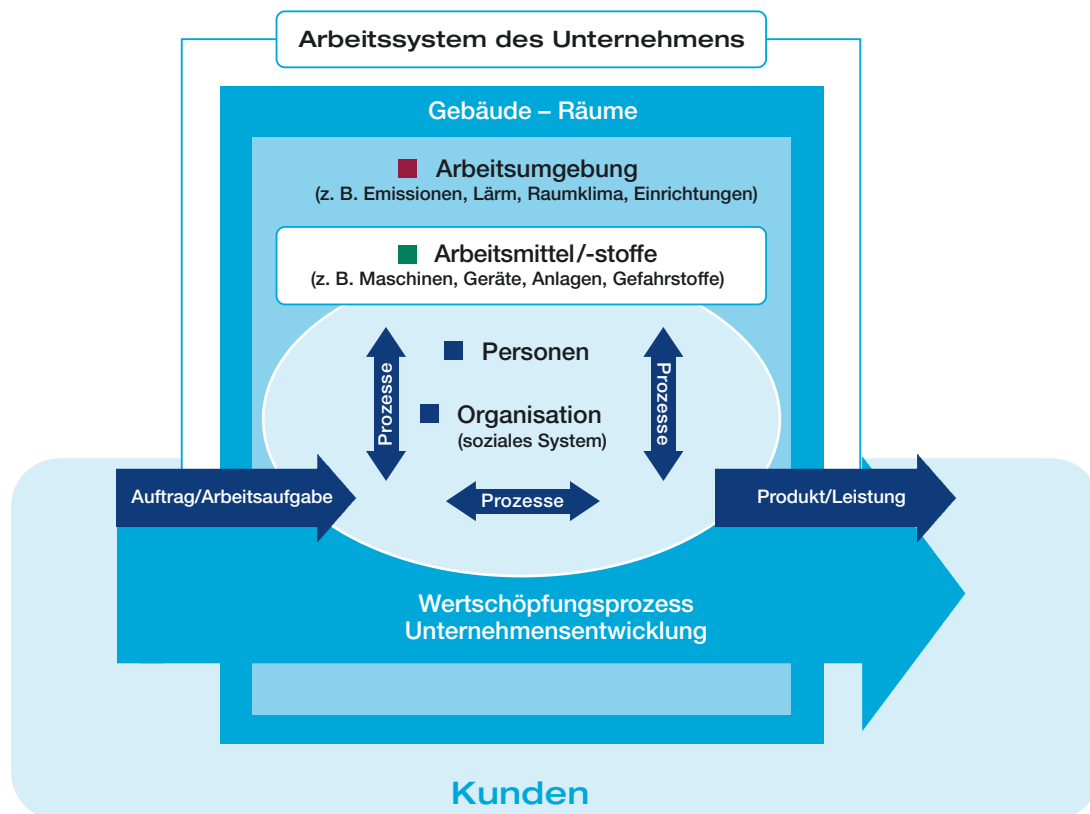 Arbeitssystem des Unternehmens
Gebäude – Räume
Arbeitsumgebung
(z. B. Emissionen, Lärm, Raumklima, Einrichtungen)
Arbeitsmittel/-stoffe
(z. B. Maschinen, Geräte, Anlagen, Gefahrstoffe)
Personen
Prozesse
Prozesse
Organisation
(soziales System)
Auftrag/Arbeitsaufgabe
Prozesse
Produkt/Leistung
Wertschöpfungsprozess
Unternehmensentwicklung
Kunden